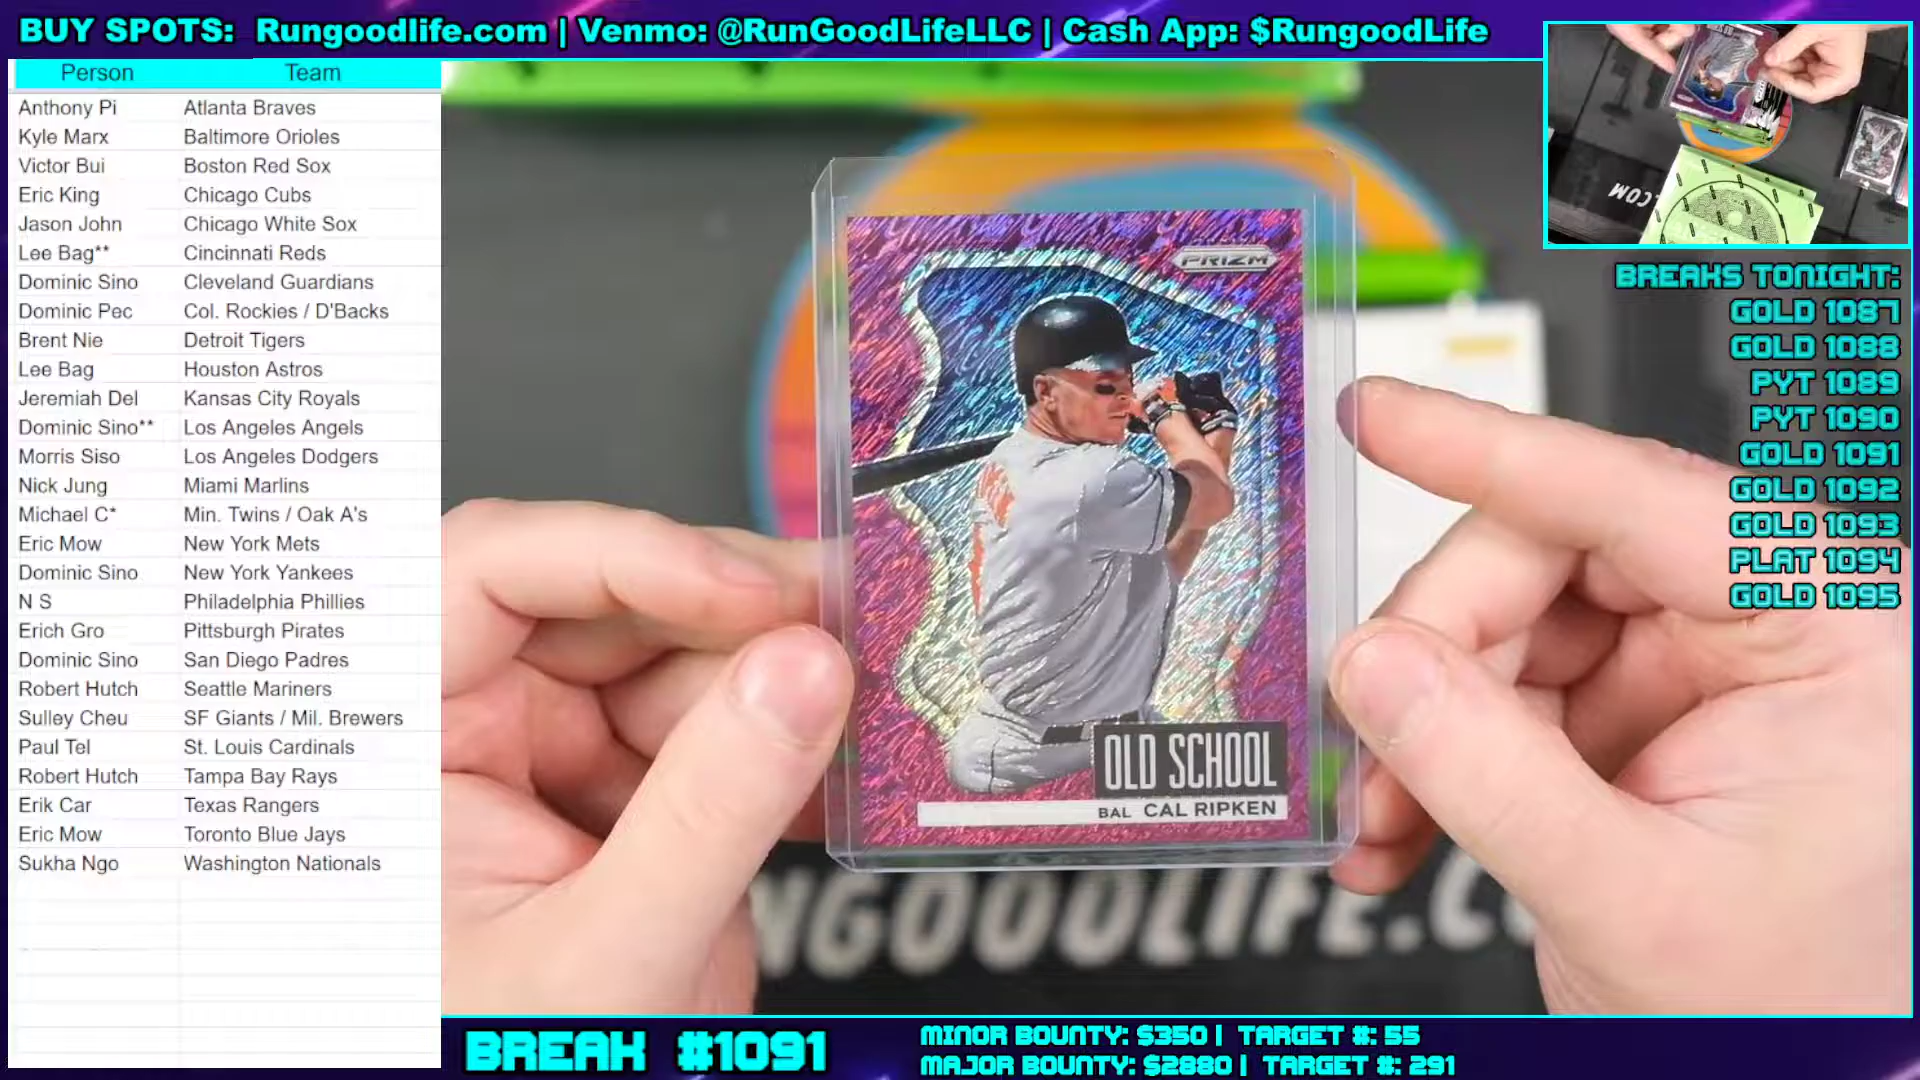 BUY SPOTS: Rungoodlife.com | Venmo: @RunGoodLifeLLC | Cash App: $RungoodLife
Person Team
Anthony Pi Atlanta Braves
Kyle Marx Baltimore Orioles
Victor Bui Boston Red Sox
Eric King Chicago Cubs
Jason John Chicago White Sox
Lee Bag** Cincinnati Reds
Dominic Sino Cleveland Guardians
Dominic Pec Col. Rockies / D'Backs
Brent Nie Detroit Tigers
Lee Bag Houston Astros
Jeremiah Del Kansas City Royals
Dominic Sino** Los Angeles Angels
Morris Siso Los Angeles Dodgers
Nick Jung Miami Marlins
Michael C* Min. Twins / Oak A's
Eric Mow New York Mets
Dominic Sino New York Yankees
N S Philadelphia Phillies
Erich Gro Pittsburgh Pirates
Dominic Sino San Diego Padres
Robert Hutch Seattle Mariners
Sulley Cheu SF Giants / Mil. Brewers
Paul Tel St. Louis Cardinals
Robert Hutch Tampa Bay Rays
Erik Car Texas Rangers
Eric Mow Toronto Blue Jays
Sukha Ngo Washington Nationals
PRIZM
OLD SCHOOL
BAL CAL RIPKEN
NGOODLIFE.C
.COM
BREAKS TONIGHT:
GOLD 1087
GOLD 1088
PYT 1089
PYT 1090
GOLD 1091
GOLD 1092
GOLD 1093
PLAT 1094
GOLD 1095
BREAK #1091
MINOR BOUNTY: $350 | TARGET #: 55
MAJOR BOUNTY: $2880 | TARGET #: 291